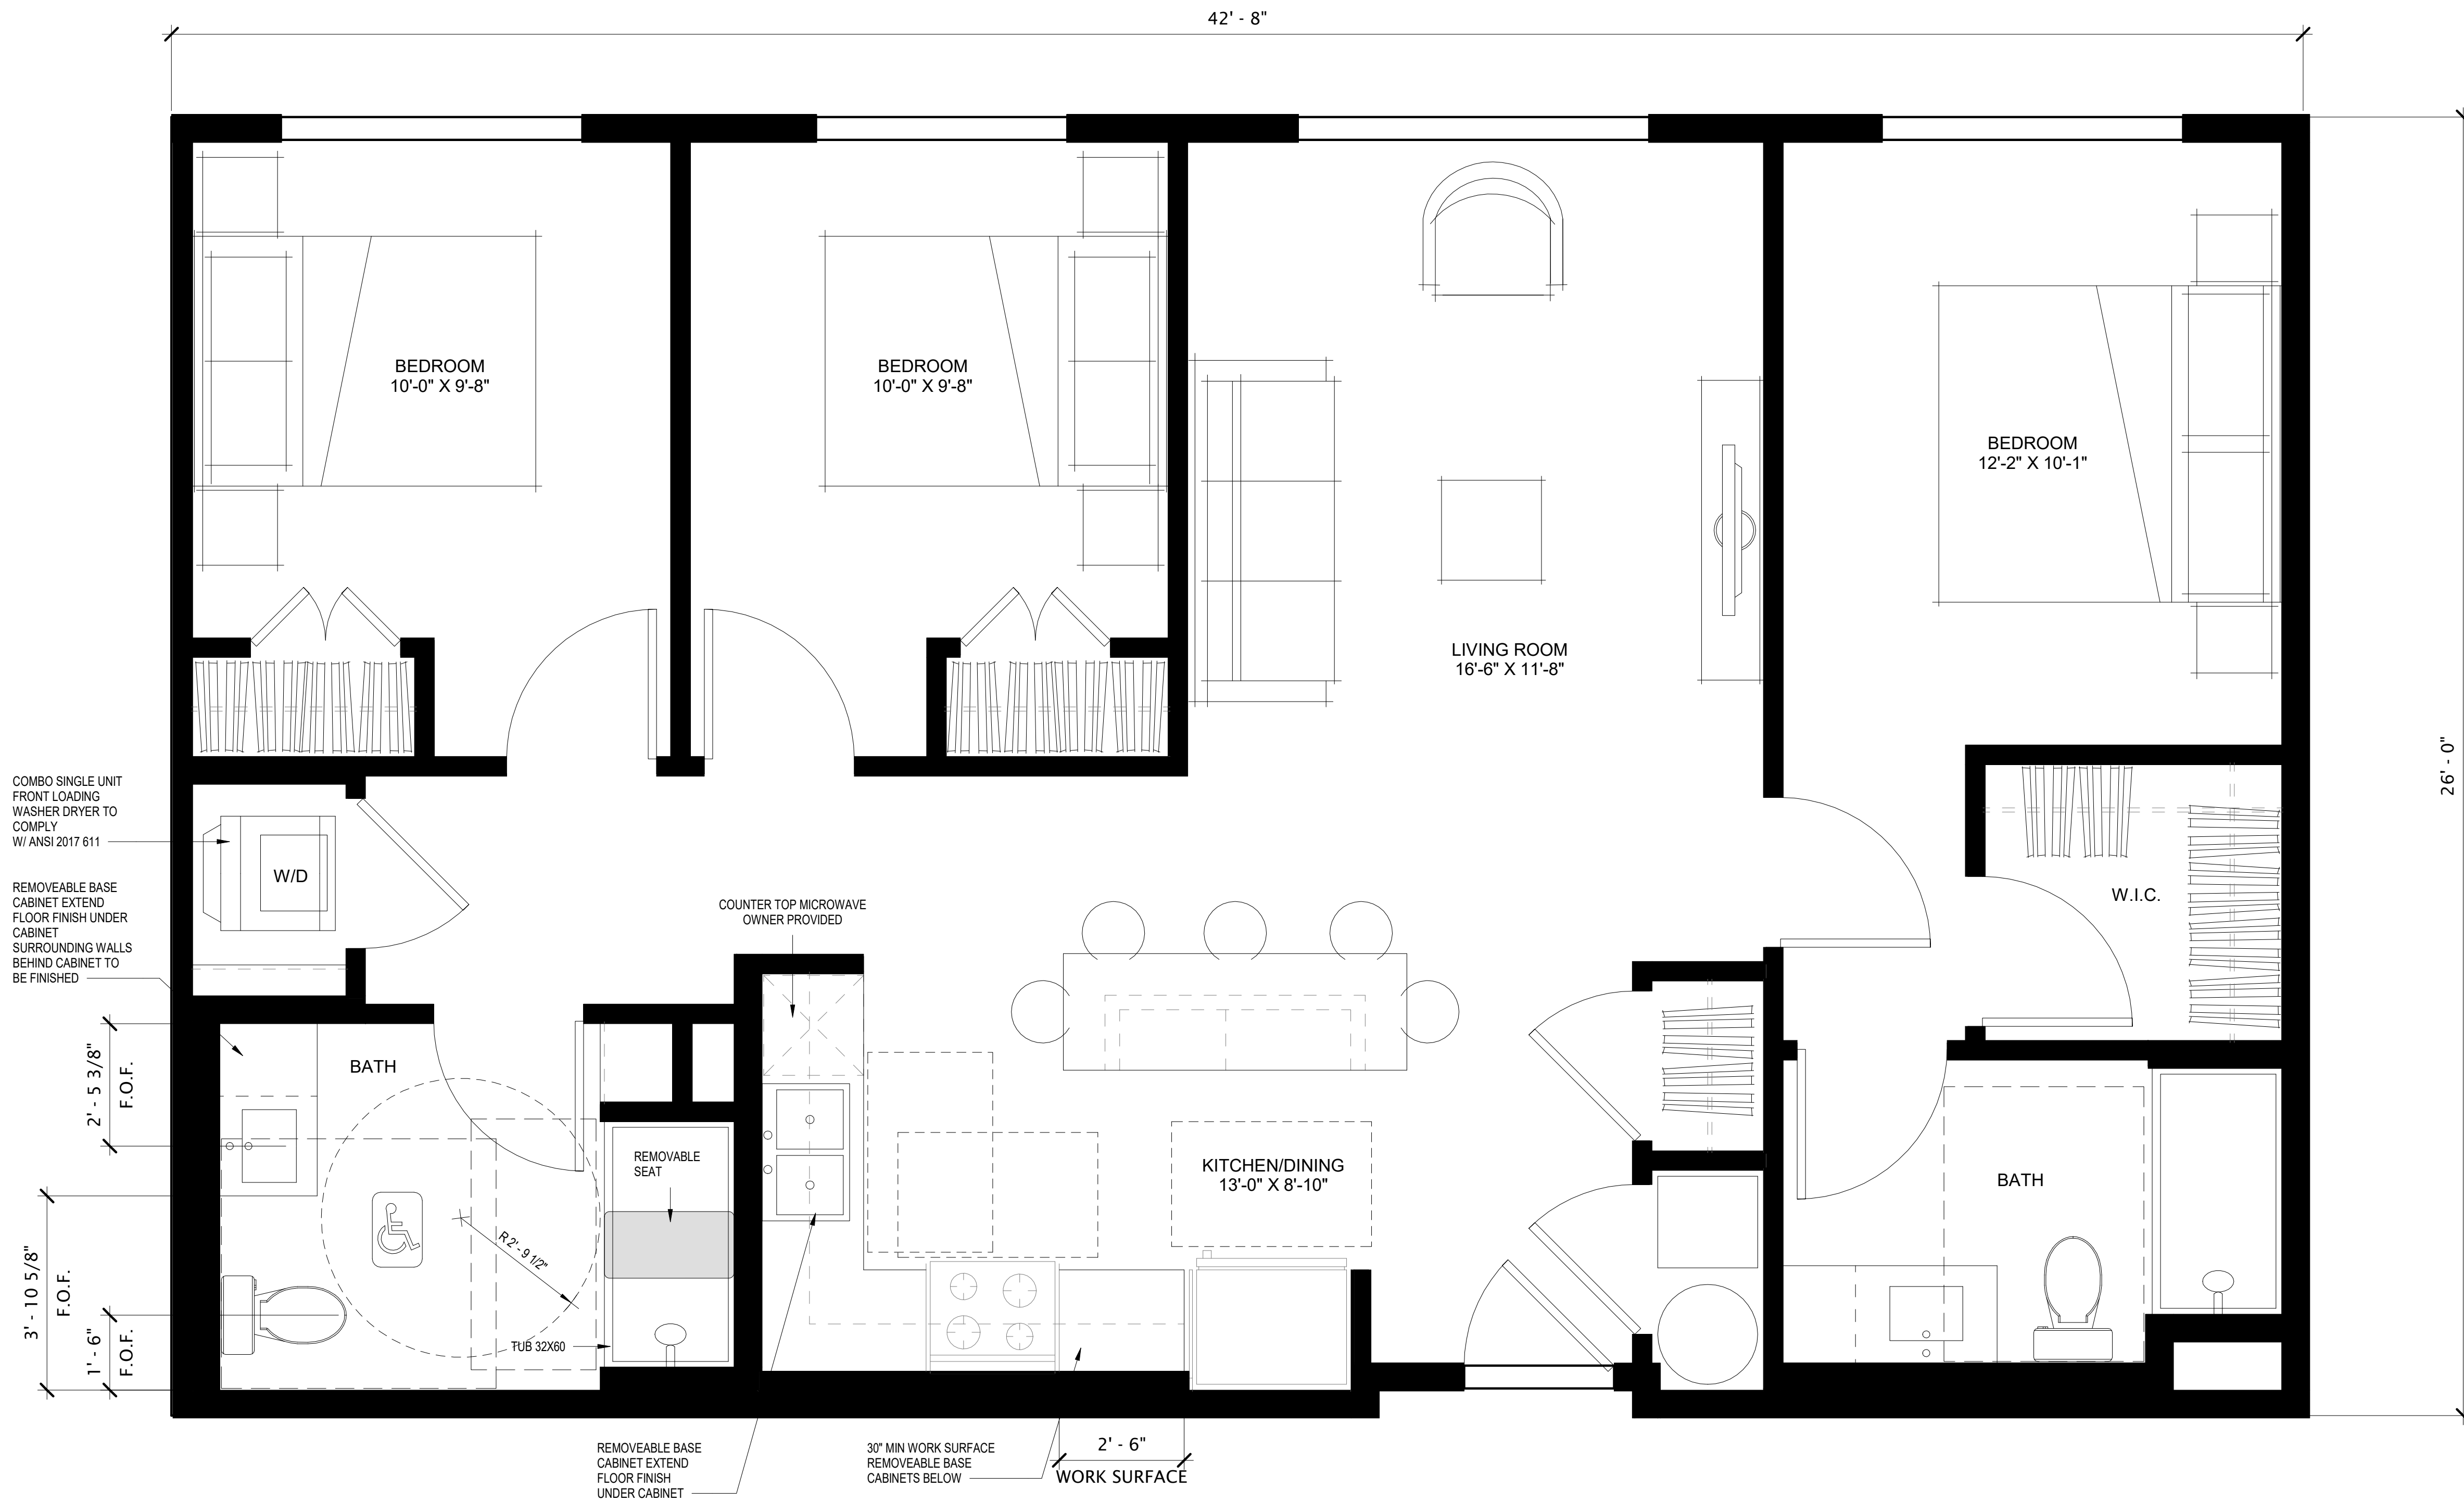 42' - 8"
BEDROOM
10'-0" X 9'-8"
BEDROOM
10'-0" X 9'-8"
BEDROOM
12'-2" X 10'-1"
LIVING ROOM
16'-6" X 11'-8"
26' - 0"
COMBO SINGLE UNIT
FRONT LOADING
WASHER DRYER TO
COMPLY
W/ ANSI 2017 611
W/D
REMOVEABLE BASE
CABINET EXTEND
FLOOR FINISH UNDER
CABINET
SURROUNDING WALLS
BEHIND CABINET TO
BE FINISHED
COUNTER TOP MICROWAVE
OWNER PROVIDED
W.I.C.
BATH
2' - 5 3/8"
F.O.F.
REMOVABLE
SEAT
KITCHEN/DINING
13'-0" X 8'-10"
BATH
R 2' - 9 1/2"
3' - 10 5/8"
F.O.F.
1' - 6"
F.O.F.
TUB 32X60
REMOVEABLE BASE
CABINET EXTEND
FLOOR FINISH
UNDER CABINET
30" MIN WORK SURFACE
REMOVEABLE BASE
CABINETS BELOW
2' - 6"
WORK SURFACE